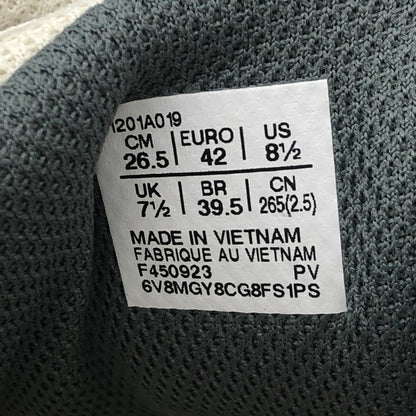 1201A019
CM EURO US
26.5 42 8½
UK BR CN
7½ 39.5 265(2.5)
MADE IN VIETNAM
FABRIQUE AU VIETNAM
F450923 PV
6V8MGY8CG8FS1PS